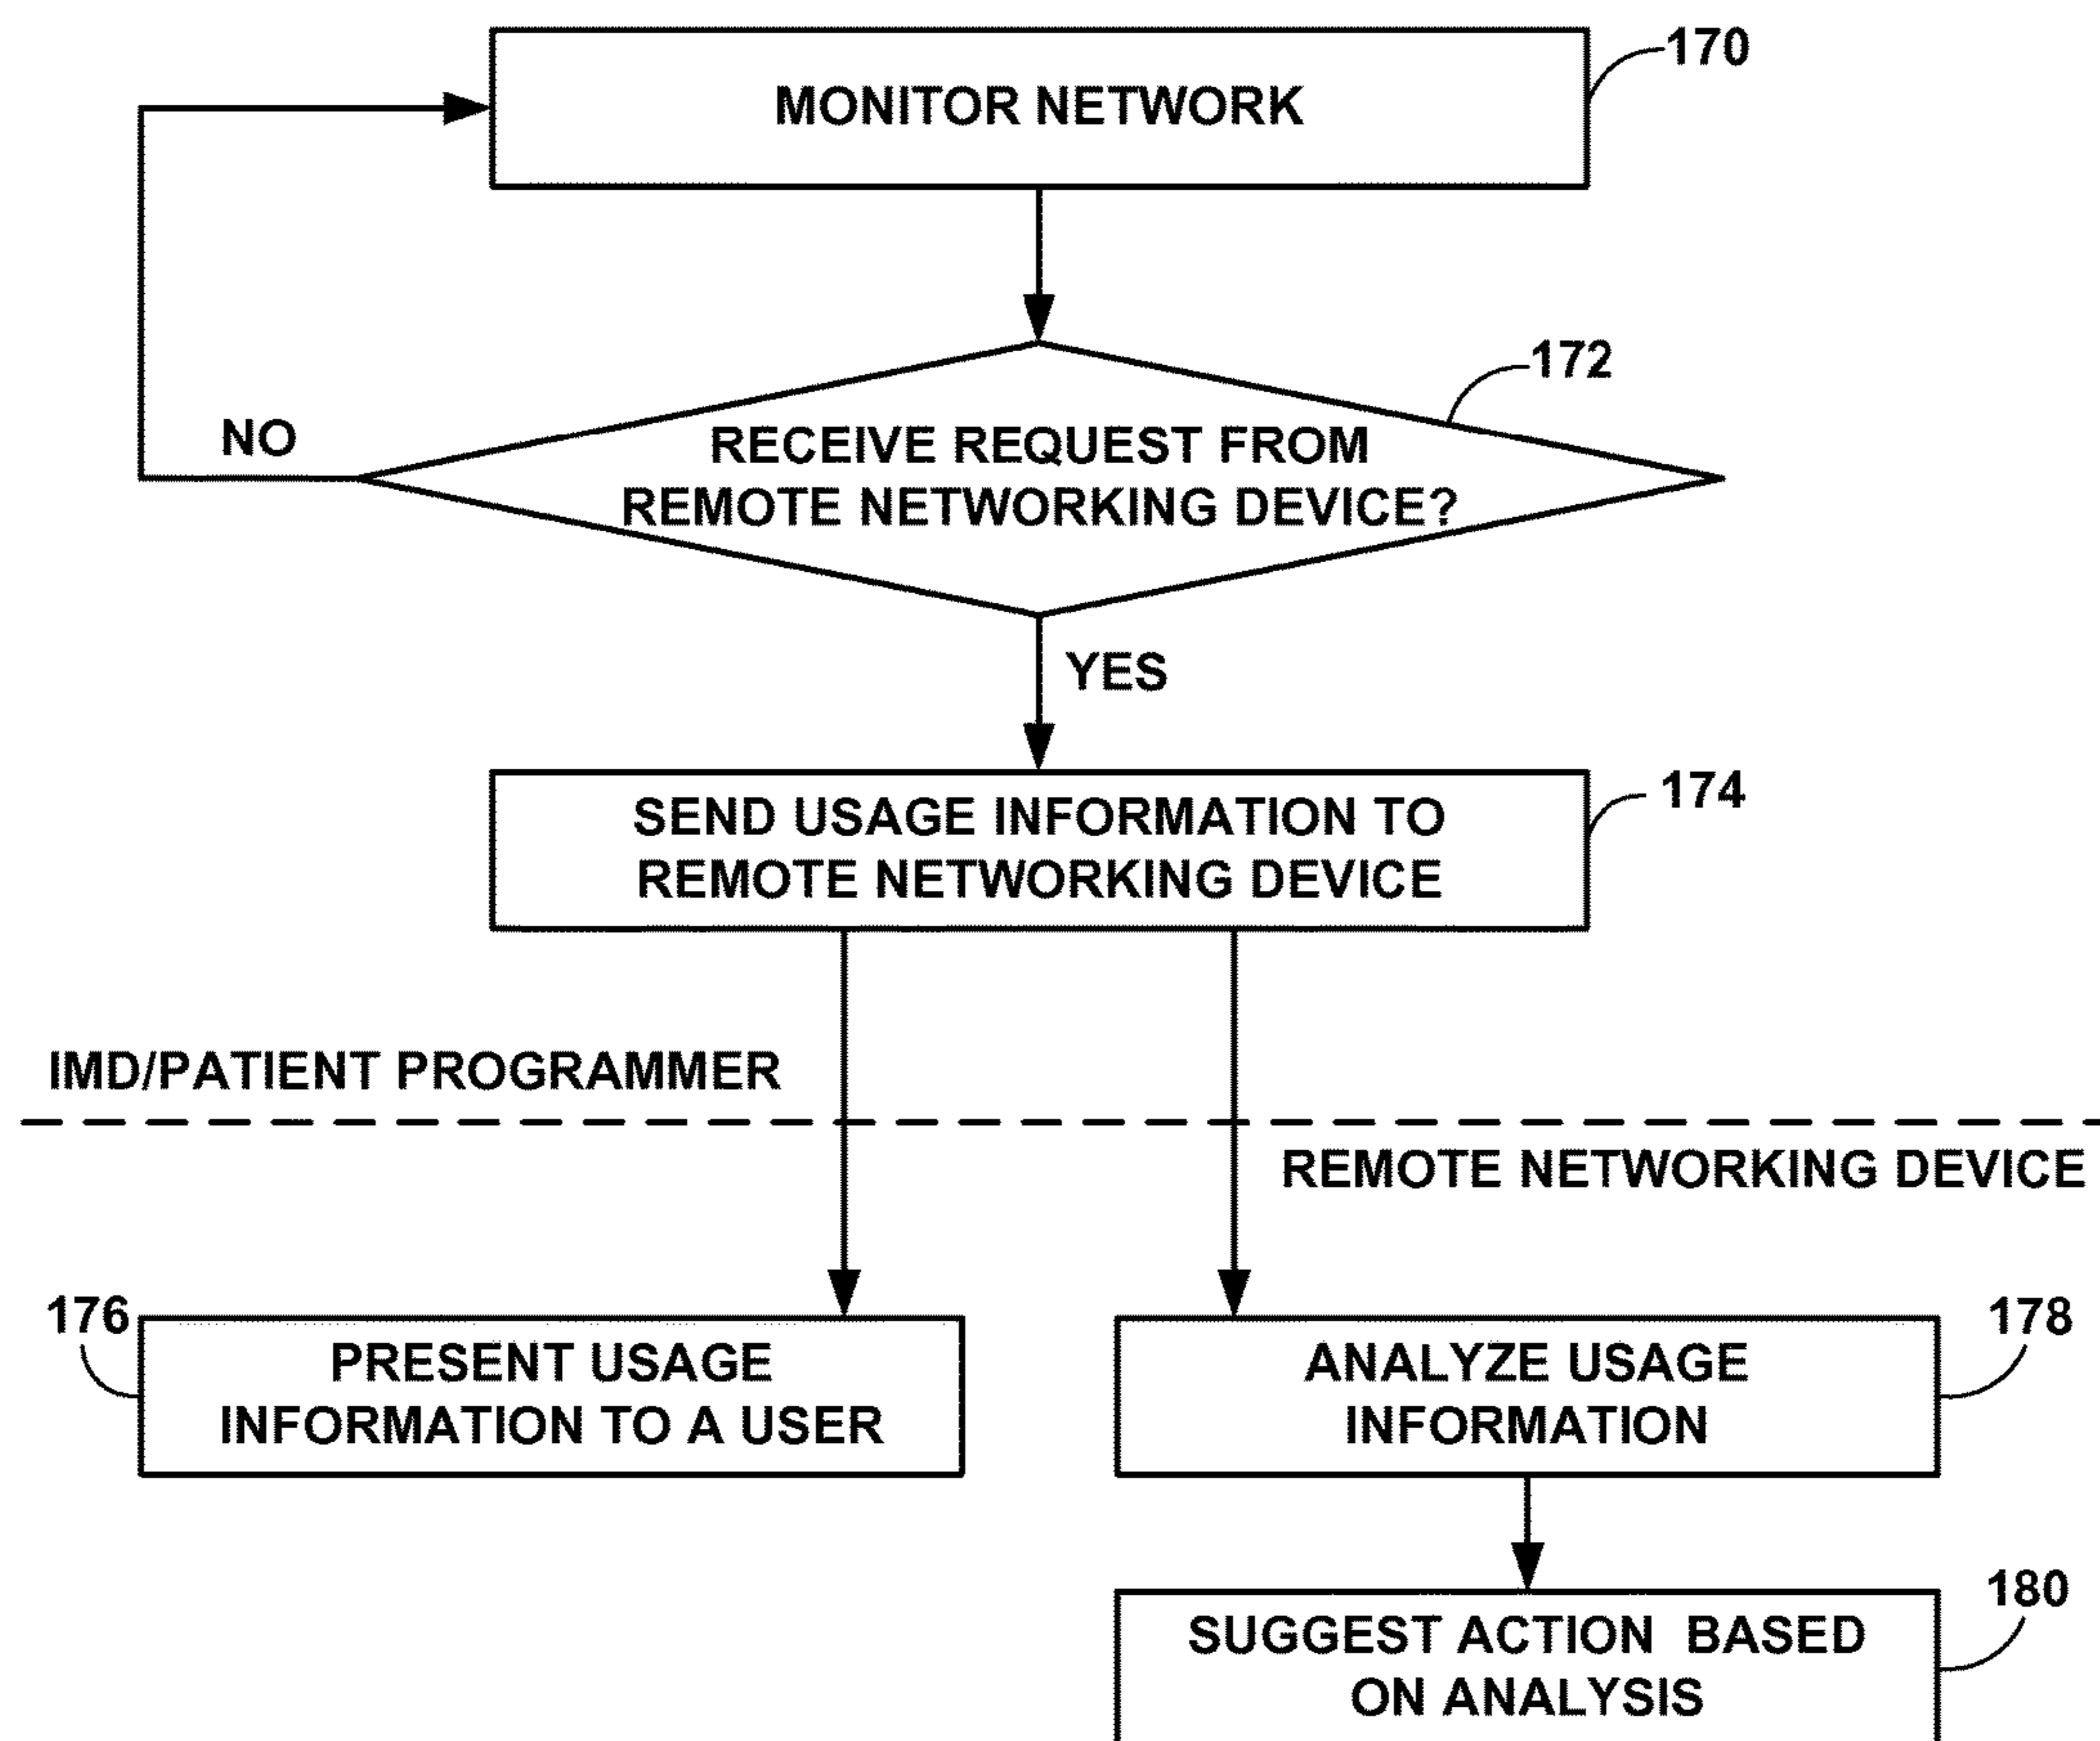 170
MONITOR NETWORK
172
NO
RECEIVE REQUEST FROM
REMOTE NETWORKING DEVICE?
YES
174
SEND USAGE INFORMATION TO
REMOTE NETWORKING DEVICE
IMD/PATIENT PROGRAMMER
REMOTE NETWORKING DEVICE
176
PRESENT USAGE
INFORMATION TO A USER
178
ANALYZE USAGE
INFORMATION
180
SUGGEST ACTION BASED
ON ANALYSIS